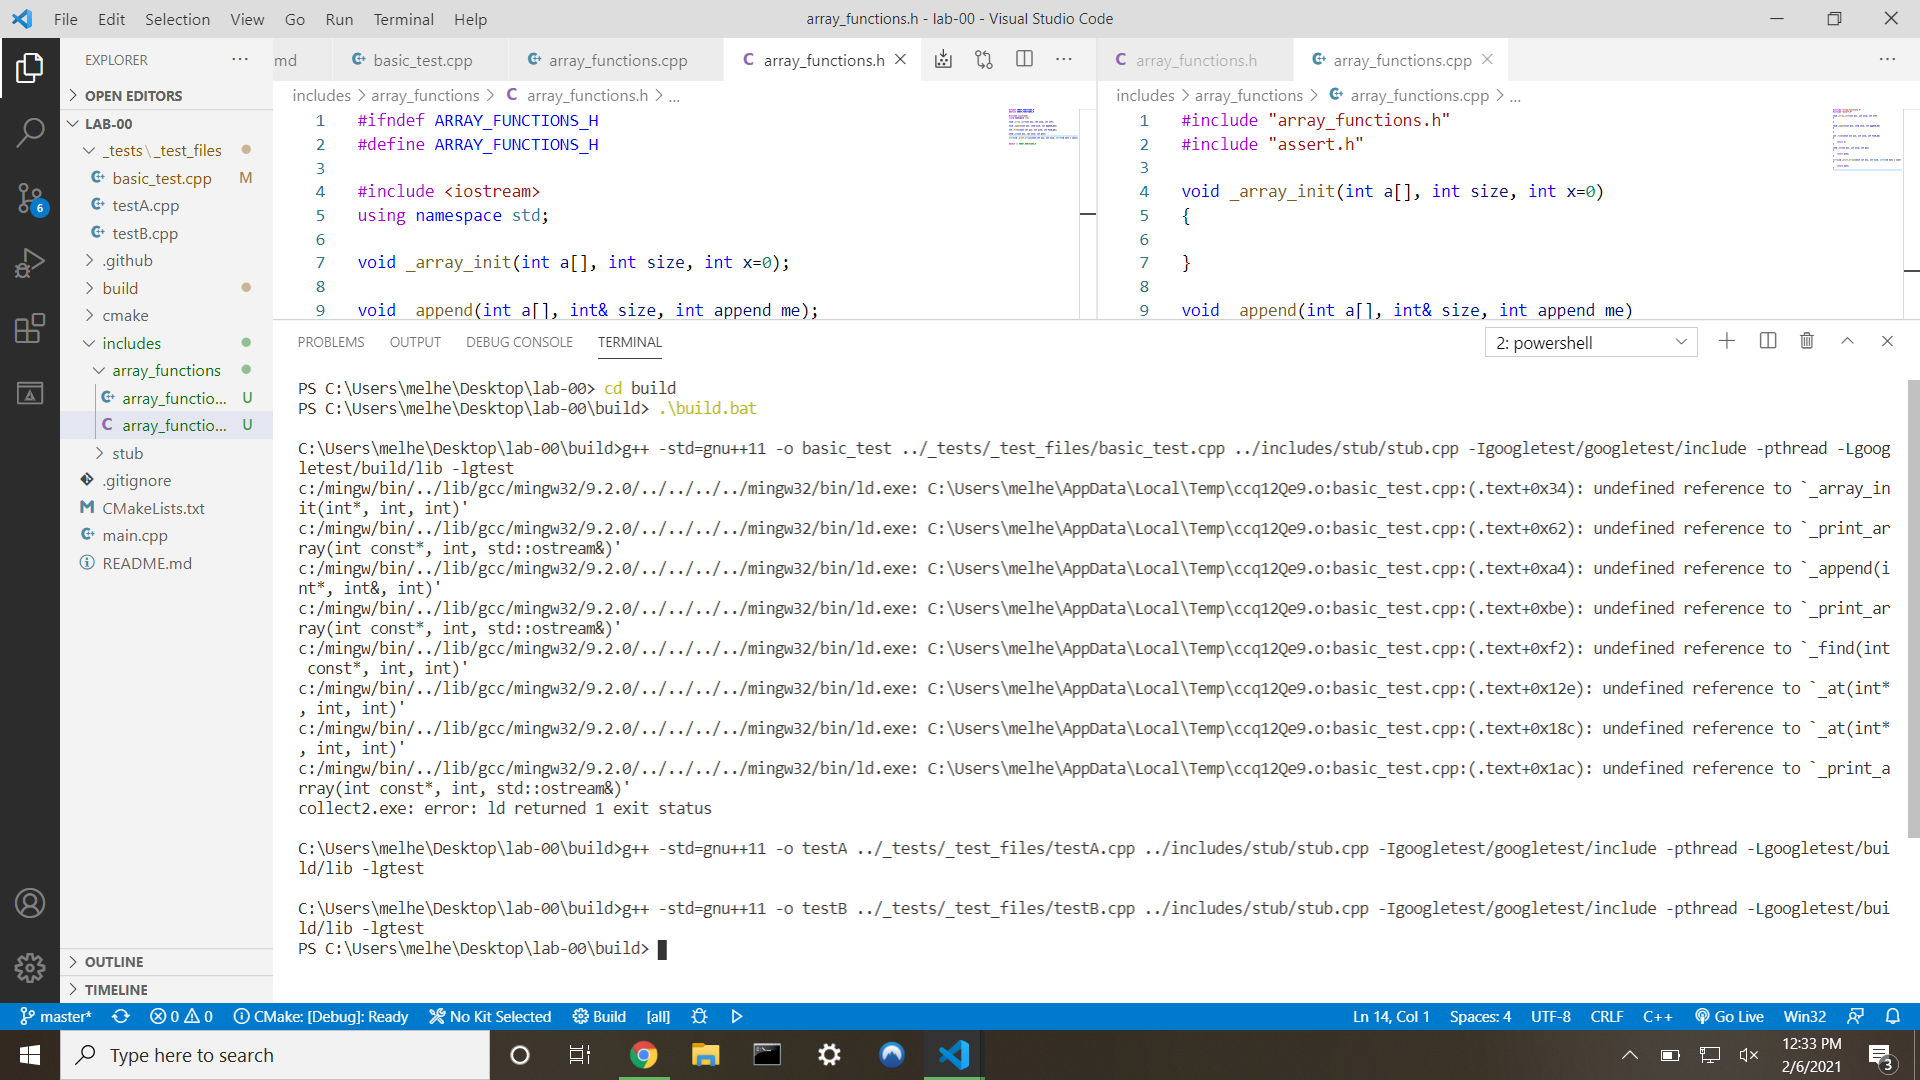 File Edit Selection View Go Run Terminal Help
array_functions.h - lab-00 - Visual Studio Code
EXPLORER
OPEN EDITORS
LAB-00
_tests\_test_files
basic_test.cpp M
testA.cpp
testB.cpp
.github
build
cmake
includes
array_functions
array_functio... U
array_functio... U
stub
.gitignore
CMakeLists.txt
main.cpp
README.md
OUTLINE
TIMELINE
6
md basic_test.cpp array_functions.cpp array_functions.h
includes > array_functions > array_functions.h > ...
1 #ifndef ARRAY_FUNCTIONS_H
2 #define ARRAY_FUNCTIONS_H
3
4 #include <iostream>
5 using namespace std;
6
7 void _array_init(int a[], int size, int x=0);
8
9 void _append(int a[], int& size, int append_me);
array_functions.h array_functions.cpp
includes > array_functions > array_functions.cpp > ...
1 #include "array_functions.h"
2 #include "assert.h"
3
4 void _array_init(int a[], int size, int x=0)
5 {
6
7 }
8
9 void _append(int a[], int& size, int append_me)
PROBLEMS OUTPUT DEBUG CONSOLE TERMINAL
2: powershell
PS C:\Users\melhe\Desktop\lab-00> cd build
PS C:\Users\melhe\Desktop\lab-00\build> .\build.bat
C:\Users\melhe\Desktop\lab-00\build>g++ -std=gnu++11 -o basic_test ../_tests/_test_files/basic_test.cpp ../includes/stub/stub.cpp -Igoogletest/googletest/include -pthread -Lgoog
letest/build/lib -lgtest
c:/mingw/bin/../lib/gcc/mingw32/9.2.0/../../../../mingw32/bin/ld.exe: C:\Users\melhe\AppData\Local\Temp\ccq12Qe9.o:basic_test.cpp:(.text+0x34): undefined reference to `_array_in
it(int*, int, int)'
c:/mingw/bin/../lib/gcc/mingw32/9.2.0/../../../../mingw32/bin/ld.exe: C:\Users\melhe\AppData\Local\Temp\ccq12Qe9.o:basic_test.cpp:(.text+0x62): undefined reference to `_print_ar
ray(int const*, int, std::ostream&)'
c:/mingw/bin/../lib/gcc/mingw32/9.2.0/../../../../mingw32/bin/ld.exe: C:\Users\melhe\AppData\Local\Temp\ccq12Qe9.o:basic_test.cpp:(.text+0xa4): undefined reference to `_append(i
nt*, int&, int)'
c:/mingw/bin/../lib/gcc/mingw32/9.2.0/../../../../mingw32/bin/ld.exe: C:\Users\melhe\AppData\Local\Temp\ccq12Qe9.o:basic_test.cpp:(.text+0xbe): undefined reference to `_print_ar
ray(int const*, int, std::ostream&)'
c:/mingw/bin/../lib/gcc/mingw32/9.2.0/../../../../mingw32/bin/ld.exe: C:\Users\melhe\AppData\Local\Temp\ccq12Qe9.o:basic_test.cpp:(.text+0xf2): undefined reference to `_find(int
const*, int, int)'
c:/mingw/bin/../lib/gcc/mingw32/9.2.0/../../../../mingw32/bin/ld.exe: C:\Users\melhe\AppData\Local\Temp\ccq12Qe9.o:basic_test.cpp:(.text+0x12e): undefined reference to `_at(int*
, int, int)'
c:/mingw/bin/../lib/gcc/mingw32/9.2.0/../../../../mingw32/bin/ld.exe: C:\Users\melhe\AppData\Local\Temp\ccq12Qe9.o:basic_test.cpp:(.text+0x18c): undefined reference to `_at(int*
, int, int)'
c:/mingw/bin/../lib/gcc/mingw32/9.2.0/../../../../mingw32/bin/ld.exe: C:\Users\melhe\AppData\Local\Temp\ccq12Qe9.o:basic_test.cpp:(.text+0x1ac): undefined reference to `_print_a
rray(int const*, int, std::ostream&)'
collect2.exe: error: ld returned 1 exit status
C:\Users\melhe\Desktop\lab-00\build>g++ -std=gnu++11 -o testA ../_tests/_test_files/testA.cpp ../includes/stub/stub.cpp -Igoogletest/googletest/include -pthread -Lgoogletest/bui
ld/lib -lgtest
C:\Users\melhe\Desktop\lab-00\build>g++ -std=gnu++11 -o testB ../_tests/_test_files/testB.cpp ../includes/stub/stub.cpp -Igoogletest/googletest/include -pthread -Lgoogletest/bui
ld/lib -lgtest
PS C:\Users\melhe\Desktop\lab-00\build>
master* 0 0 CMake: [Debug]: Ready No Kit Selected Build [all] Ln 14, Col 1 Spaces: 4 UTF-8 CRLF C++ Go Live Win32
Type here to search
12:33 PM
2/6/2021
3